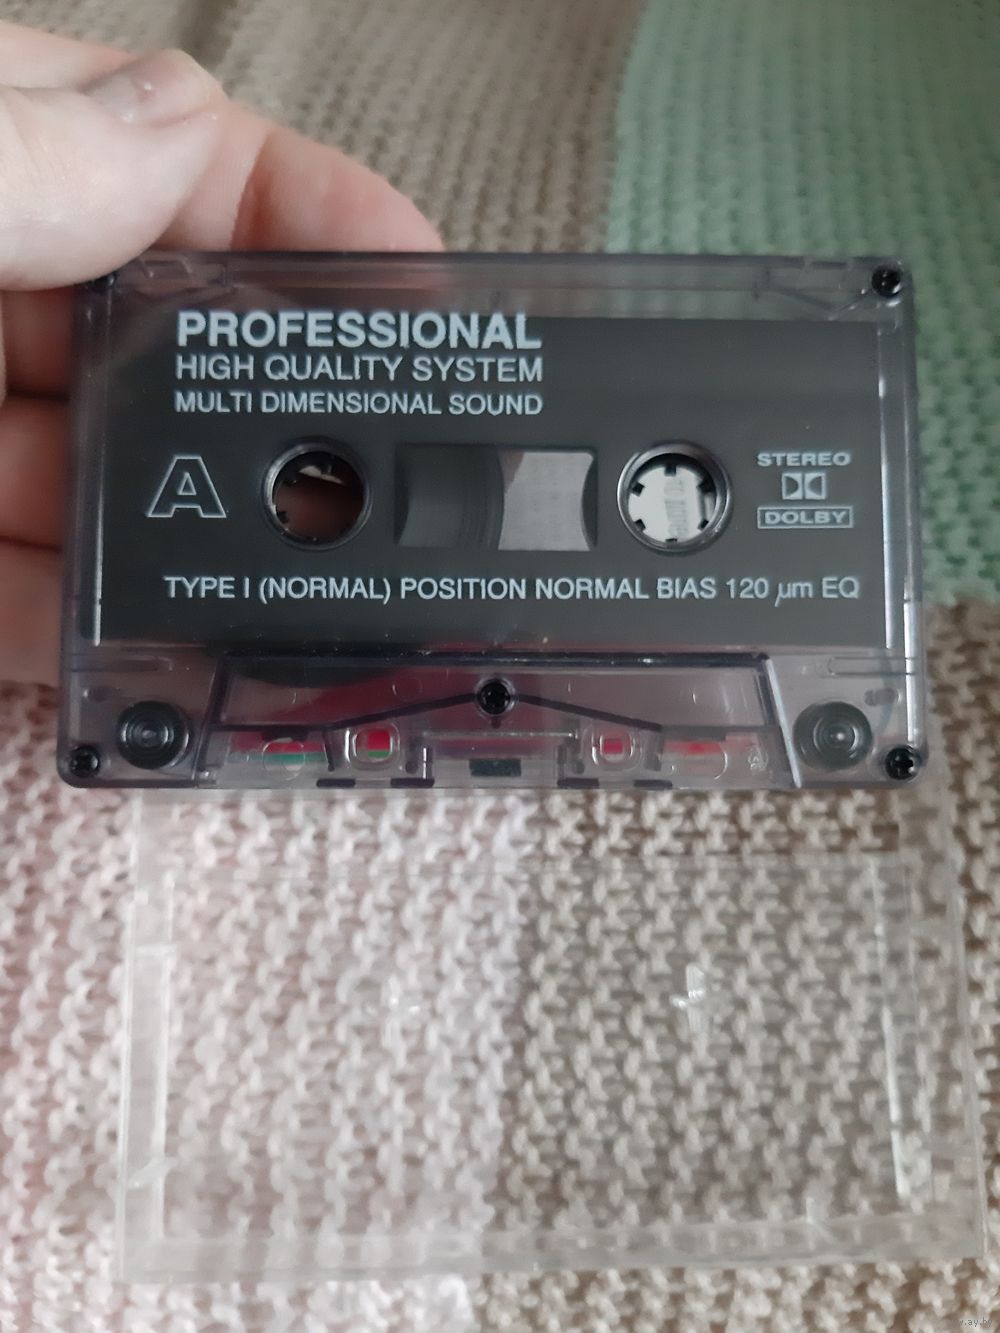 PROFESSIONAL
HIGH QUALITY SYSTEM
MULTI DIMENSIONAL SOUND
A
STEREO
DOLBY
TYPE I (NORMAL) POSITION NORMAL BIAS 120 µm EQ